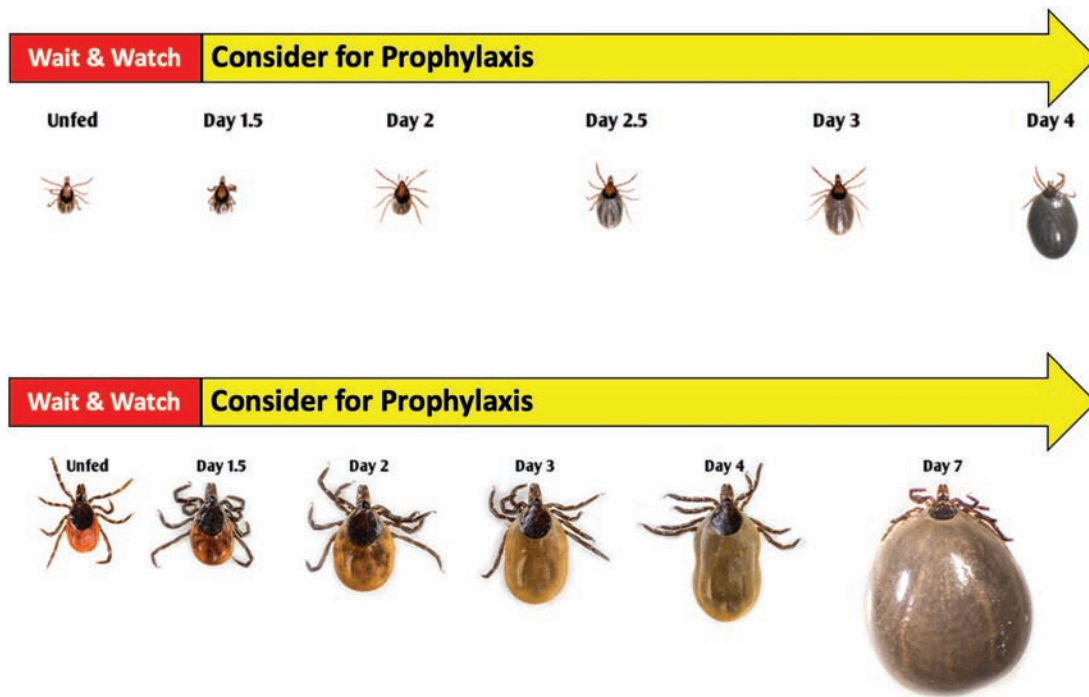 Wait & Watch Consider for Prophylaxis
Unfed Day 1.5 Day 2 Day 2.5 Day 3 Day 4
Wait & Watch Consider for Prophylaxis
Unfed Day 1.5 Day 2 Day 3 Day 4 Day 7